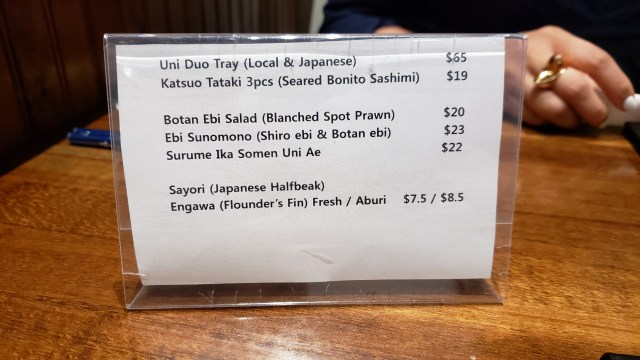 Uni Duo Tray (Local & Japanese) $65
Katsuo Tataki 3pcs (Seared Bonito Sashimi) $19
Botan Ebi Salad (Blanched Spot Prawn) $20
Ebi Sunomono (Shiro ebi & Botan ebi) $23
Surume Ika Somen Uni Ae $22
Sayori (Japanese Halfbeak)
Engawa (Flounder's Fin) Fresh / Aburi $7.5 / $8.5